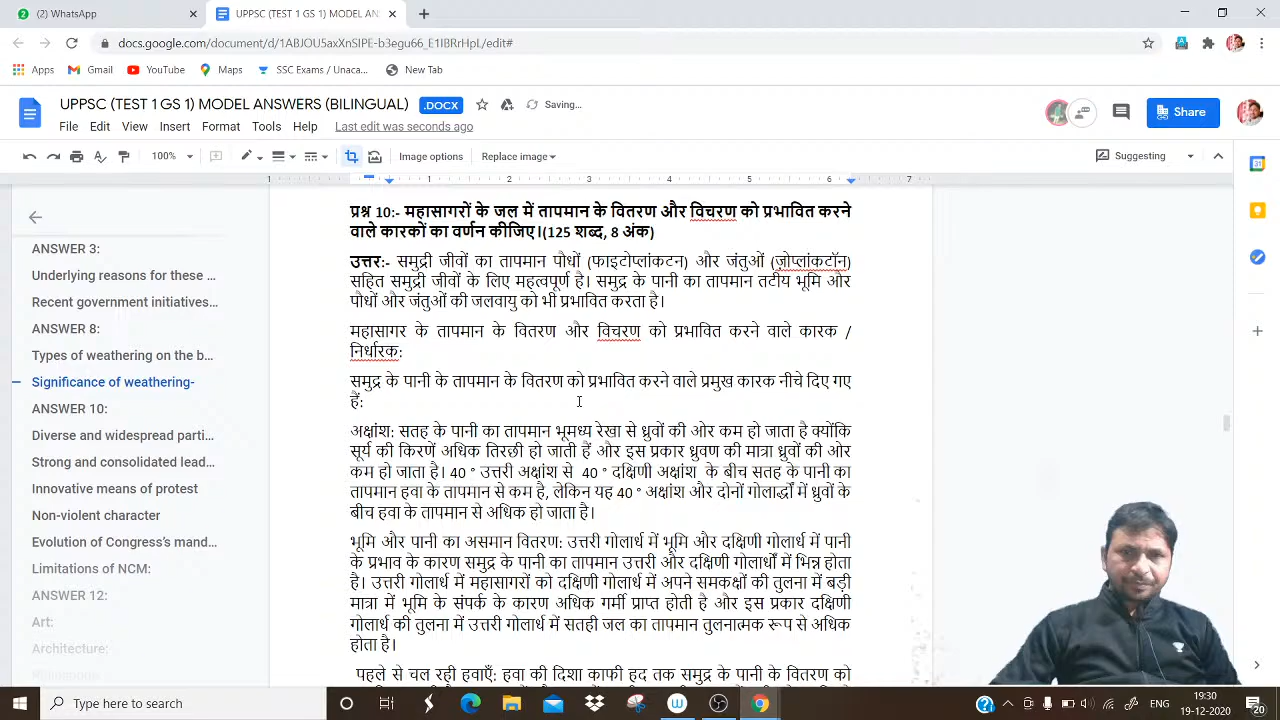 2 WhatsApp
UPPSC (TEST 1 GS 1) MODEL AN
docs.google.com/document/d/1ABJOU5axXnSIPE-b3egu66_E1IBRrHpL/edit#
Apps Gmail YouTube Maps SSC Exams / Unaca... New Tab
UPPSC (TEST 1 GS 1) MODEL ANSWERS (BILINGUAL) .DOCX Saving...
File Edit View Insert Format Tools Help Last edit was seconds ago
Share
100% Image options Replace image Suggesting
1 1 2 3 4 5 6 7
ANSWER 3:
Underlying reasons for these ...
Recent government initiatives...
ANSWER 8:
Types of weathering on the b...
Significance of weathering-
ANSWER 10:
Diverse and widespread parti...
Strong and consolidated lead...
Innovative means of protest
Non-violent character
Evolution of Congress's mand...
Limitations of NCM:
ANSWER 12:
Art:
Architecture:
प्रश्न 10:- महासागरों के जल में तापमान के वितरण और विचरण को प्रभावित करने
वाले कारकों का वर्णन कीजिए।(125 शब्द, 8 अंक)
उत्तर:- समुद्री जीवों का तापमान पौधों (फाइटोप्लांकटन) और जंतुओं (ज़ोप्लांकटॉन)
सहित समुद्री जीवों के लिए महत्वपूर्ण है। समुद्र के पानी का तापमान तटीय भूमि और
पौधों और जंतुओं की जलवायु को भी प्रभावित करता है।
महासागर के तापमान के वितरण और विचरण को प्रभावित करने वाले कारक /
निर्धारक:
समुद्र के पानी के तापमान के वितरण को प्रभावित करने वाले प्रमुख कारक नीचे दिए गए
हैं:
अक्षांश: सतह के पानी का तापमान भूमध्य रेखा से ध्रुवों की ओर कम हो जाता है क्योंकि
सूर्य की किरणें अधिक तिरछी हो जाती हैं और इस प्रकार ध्रुवण की मात्रा ध्रुवों की ओर
कम हो जाता है। 40 ° उत्तरी अक्षांश से 40 ° दक्षिणी अक्षांश के बीच सतह के पानी का
तापमान हवा के तापमान से कम है, लेकिन यह 40 ° अक्षांश और दोनों गोलार्द्धों में ध्रुवों के
बीच हवा के तापमान से अधिक हो जाता है।
भूमि और पानी का असमान वितरण: उत्तरी गोलार्ध में भूमि और दक्षिणी गोलार्ध में पानी
के प्रभाव के कारण समुद्र के पानी का तापमान उत्तरी और दक्षिणी गोलार्धों में भिन्न होता
है। उत्तरी गोलार्ध में महासागरों को दक्षिणी गोलार्ध में अपने समकक्षों की तुलना में बड़ी
मात्रा में भूमि के संपर्क के कारण अधिक गर्मी प्राप्त होती है और इस प्रकार दक्षिणी
गोलार्ध की तुलना में उत्तरी गोलार्ध में सतही जल का तापमान तुलनात्मक रूप से अधिक
होता है।
पहले से चल रही हवाएँ: हवा की दिशा काफी हद तक समुद्र के पानी के वितरण को
Type here to search
ENG 19:30
19-12-2020 20